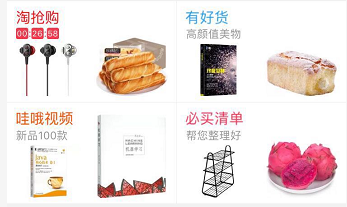 淘抢购
00:26:58
有好货
高颜值美物
哇哦视频
新品100款
Java
必买清单
帮您整理好